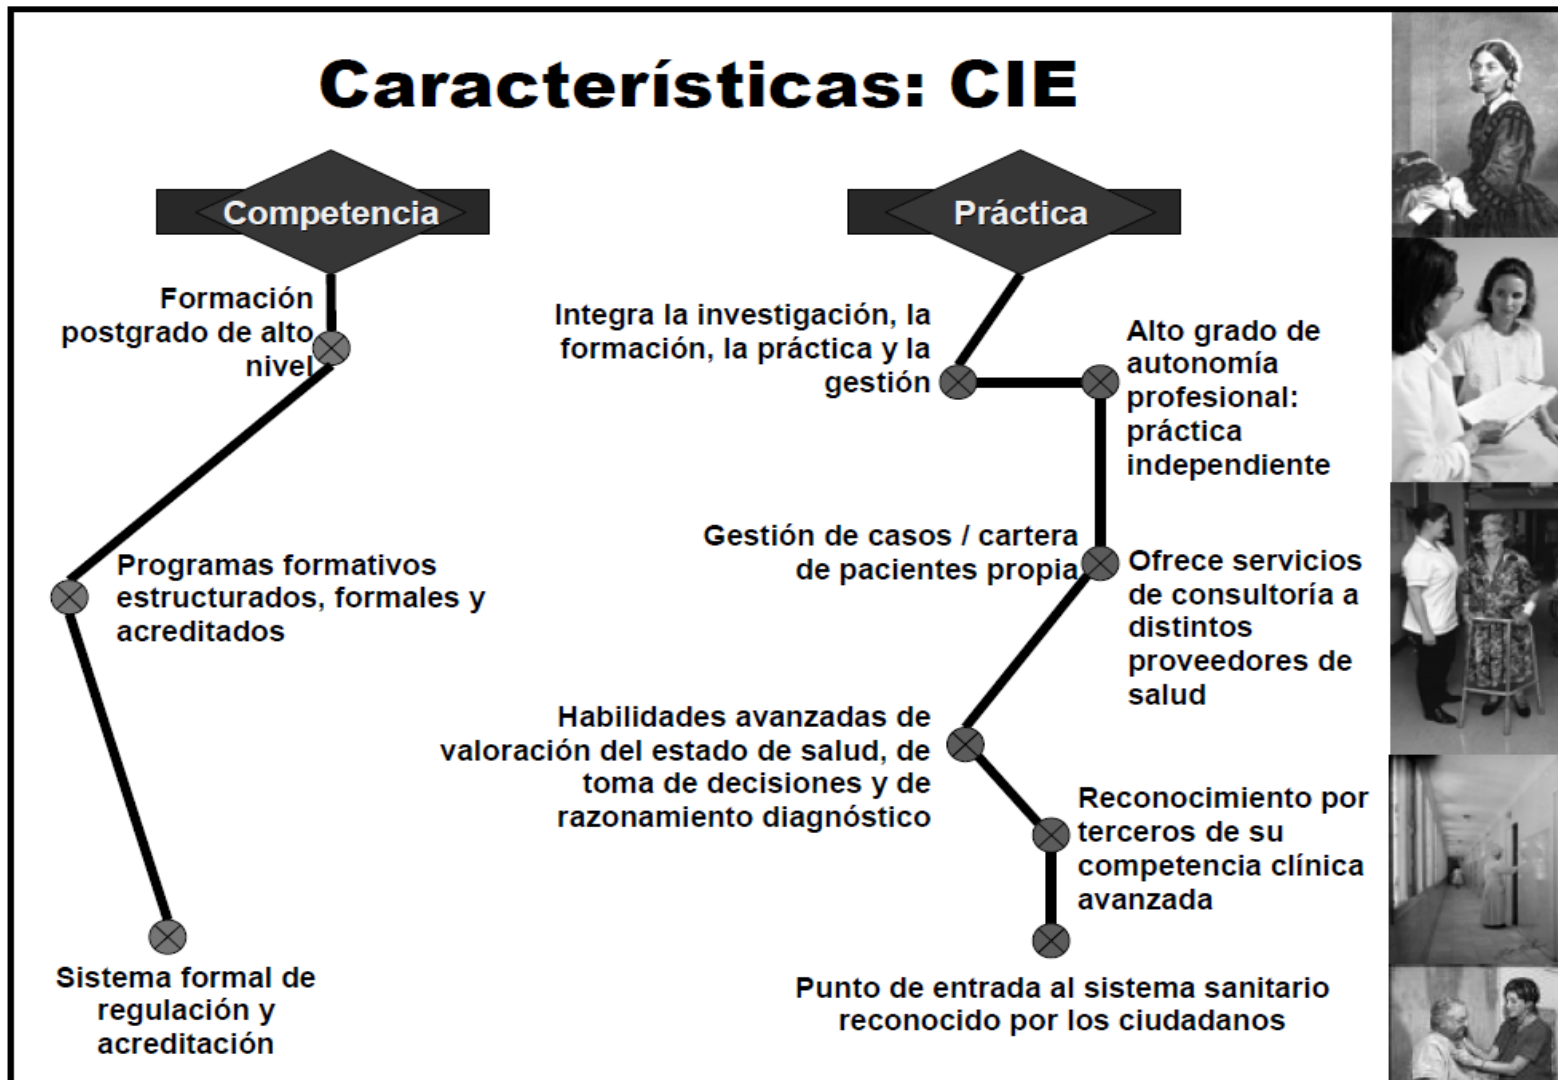 Características: CIE
Competencia
Formación
postgrado de alto
nivel
Programas formativos
estructurados, formales y
acreditados
Sistema formal de
regulación y
acreditación
Práctica
Integra la investigación, la
formación, la práctica y la
gestión
Alto grado de
autonomía
profesional:
práctica
independiente
Gestión de casos / cartera
de pacientes propia
Ofrece servicios
de consultoría a
distintos
proveedores de
salud
Habilidades avanzadas de
valoración del estado de salud, de
toma de decisiones y de
razonamiento diagnóstico
Reconocimiento por
terceros de su
competencia clínica
avanzada
Punto de entrada al sistema sanitario
reconocido por los ciudadanos